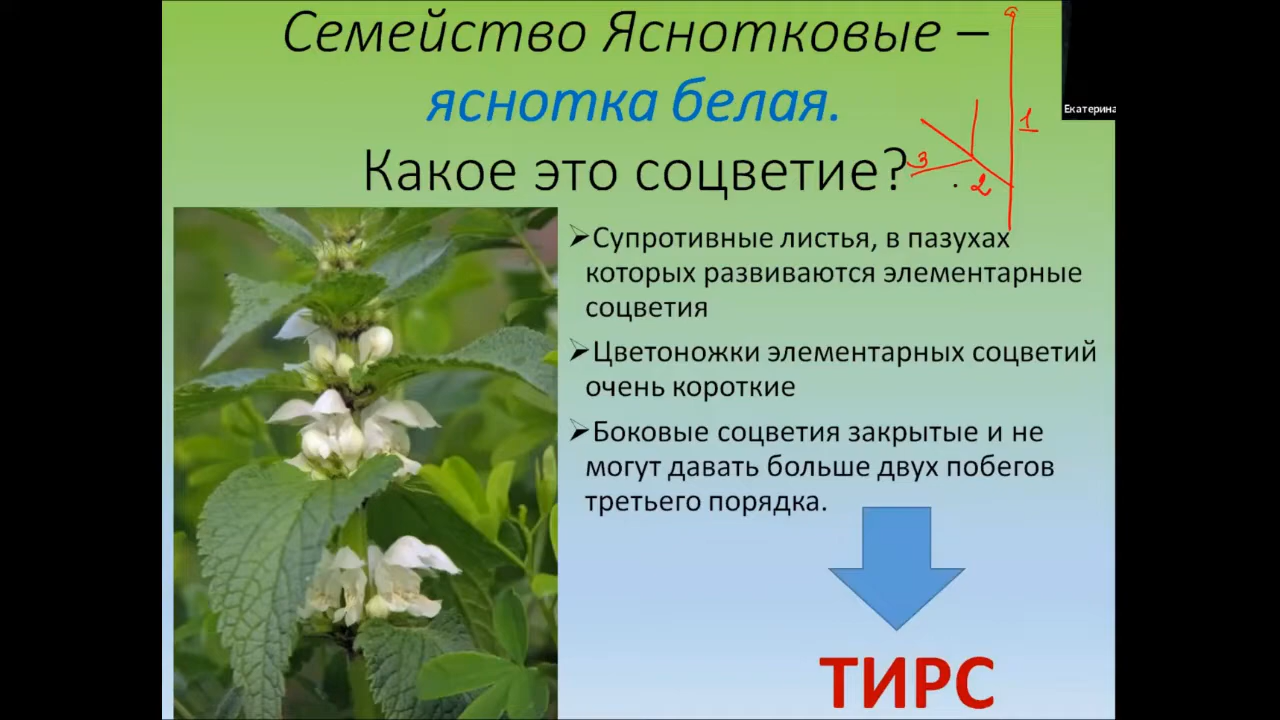 Семейство Яснотковые –
яснотка белая.
Какое это соцветие?
1
3
2
Екатерина
➢Супротивные листья, в пазухах
которых развиваются элементарные
соцветия
➢Цветоножки элементарных соцветий
очень короткие
➢Боковые соцветия закрытые и не
могут давать больше двух побегов
третьего порядка.
ТИРС